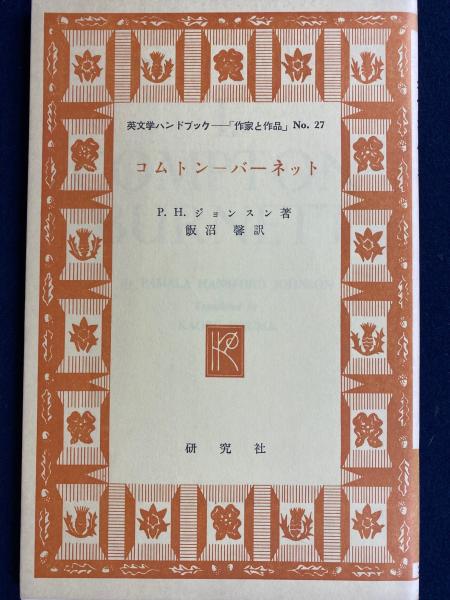 英文学ハンドブック──「作家と作品」 No. 27
コムトン－バーネット
P. H. ジョンスン 著
飯沼 馨 訳
研究社